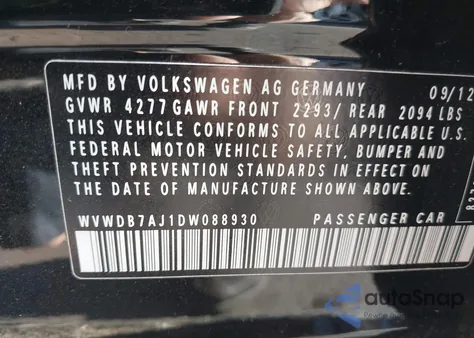 MFD BY VOLKSWAGEN AG GERMANY 09/12
GVWR 4277 GAWR FRONT 2293/ REAR 2094 LBS
THIS VEHICLE CONFORMS TO ALL APPLICABLE U.S.
FEDERAL MOTOR VEHICLE SAFETY, BUMPER AND
THEFT PREVENTION STANDARDS IN EFFECT ON THE
DATE OF MANUFACTURE SHOWN ABOVE.
WVWDB7AJ1DW088930 PASSENGER CAR
autoSnap